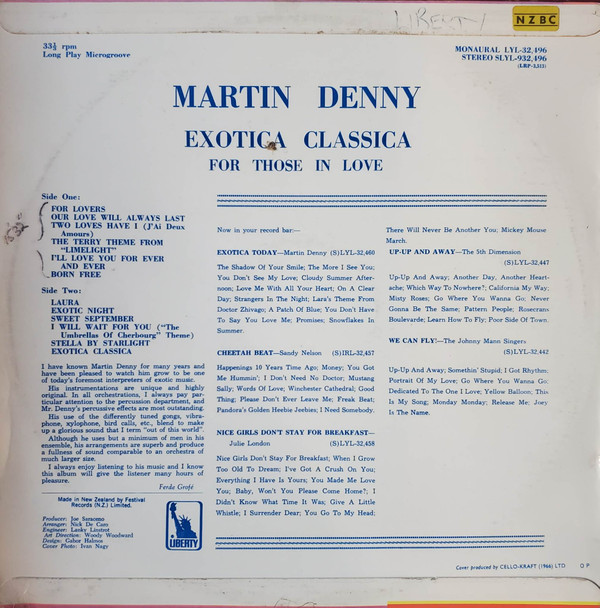 LIBERTY
NZBC
33⅓ rpm
Long Play Microgroove
MONAURAL LYL-32,496
STEREO SLYL-932,496
(LRP-3,513)
MARTIN DENNY
EXOTICA CLASSICA
FOR THOSE IN LOVE
Side One:
FOR LOVERS
OUR LOVE WILL ALWAYS LAST
TWO LOVES HAVE I (J'Ai Deux
Amours)
THE TERRY THEME FROM
"LIMELIGHT"
I'LL LOVE YOU FOR EVER
AND EVER
BORN FREE
Side Two:
LAURA
EXOTIC NIGHT
SWEET SEPTEMBER
I WILL WAIT FOR YOU ("The
Umbrellas Of Cherbourg" Theme)
STELLA BY STARLIGHT
EXOTICA CLASSICA
I have known Martin Denny for many years and
have been pleased to watch him grow to be one
of today's foremost interpreters of exotic music.
His instrumentations are unique and highly
original. In all orchestrations, I always pay par-
ticular attention to the percussion department, and
Mr. Denny's percussive effects are most outstanding.
His use of the differently tuned gongs, vibra-
phone, xylophone, bird calls, etc., blend to make
up a glorious sound that I term "out of this world".
Although he uses but a minimum of men in his
ensemble, his arrangements are superb and produce
a fullness of sound comparable to an orchestra of
much larger size.
I always enjoy listening to his music and I know
this album will give the listener many hours of
pleasure.
Ferde Grofé
Made in New Zealand by Festival
Records (N.Z.) Limited.
Producer: Joe Saraceno
Arranger: Nick De Caro
Engineer: Lanky Linstrot
Art Direction: Woody Woodward
Design: Gabor Halmos
Cover Photo: Ivan Nagy
LIBERTY
Now in your record bar:—
EXOTICA TODAY—Martin Denny (S)LYL-32,460
The Shadow Of Your Smile; The More I See You;
You Don't See My Love; Cloudy Summer After-
noon; Love Me With All Your Heart; On A Clear
Day; Strangers In The Night; Lara's Theme From
Doctor Zhivago; A Patch Of Blue; You Don't Have
To Say You Love Me; Promises; Snowflakes In
Summer.
CHEETAH BEAT—Sandy Nelson (S)IRL-32,457
Happenings 10 Years Time Ago; Money; You Got
Me Hummin'; I Don't Need No Doctor; Mustang
Sally; Words Of Love; Winchester Cathedral; Good
Thing; Please Don't Ever Leave Me; Freak Beat;
Pandora's Golden Heebie Jeebies; I Need Somebody.
NICE GIRLS DON'T STAY FOR BREAKFAST—
Julie London (S)LYL-32,458
Nice Girls Don't Stay For Breakfast; When I Grow
Too Old To Dream; I've Got A Crush On You;
Everything I Have Is Yours; You Made Me Love
You; Baby, Won't You Please Come Home?; I
Didn't Know What Time It Was; Give A Little
Whistle; I Surrender Dear; You Go To My Head;
There Will Never Be Another You; Mickey Mouse
March.
UP-UP AND AWAY—The 5th Dimension
(S)LYL-32,447
Up-Up And Away; Another Day, Another Heart-
ache; Which Way To Nowhere?; California My Way;
Misty Roses; Go Where You Wanna Go; Never
Gonna Be The Same; Pattern People; Rosecrans
Boulevarde; Learn How To Fly; Poor Side Of Town.
WE CAN FLY!—The Johnny Mann Singers
(S)LYL-32,442
Up-Up And Away; Somethin' Stupid; I Got Rhythm;
Portrait Of My Love; Go Where You Wanna Go;
Dedicated To The One I Love; Yellow Balloon; This
Is My Song; Monday Monday; Release Me; Joey
Is The Name.
Cover produced by CELLO-KRAFT (1966) LTD O P